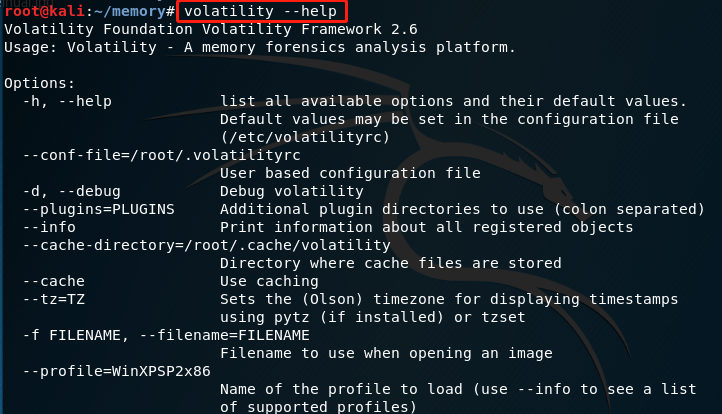 root@kali:~/memory# volatility --help
Volatility Foundation Volatility Framework 2.6
Usage: Volatility - A memory forensics analysis platform.
Options:
-h, --help list all available options and their default values.
Default values may be set in the configuration file
(/etc/volatilityrc)
--conf-file=/root/.volatilityrc
User based configuration file
-d, --debug Debug volatility
--plugins=PLUGINS Additional plugin directories to use (colon separated)
--info Print information about all registered objects
--cache-directory=/root/.cache/volatility
Directory where cache files are stored
--cache Use caching
--tz=TZ Sets the (Olson) timezone for displaying timestamps
using pytz (if installed) or tzset
-f FILENAME, --filename=FILENAME
Filename to use when opening an image
--profile=WinXPSP2x86
Name of the profile to load (use --info to see a list
of supported profiles)